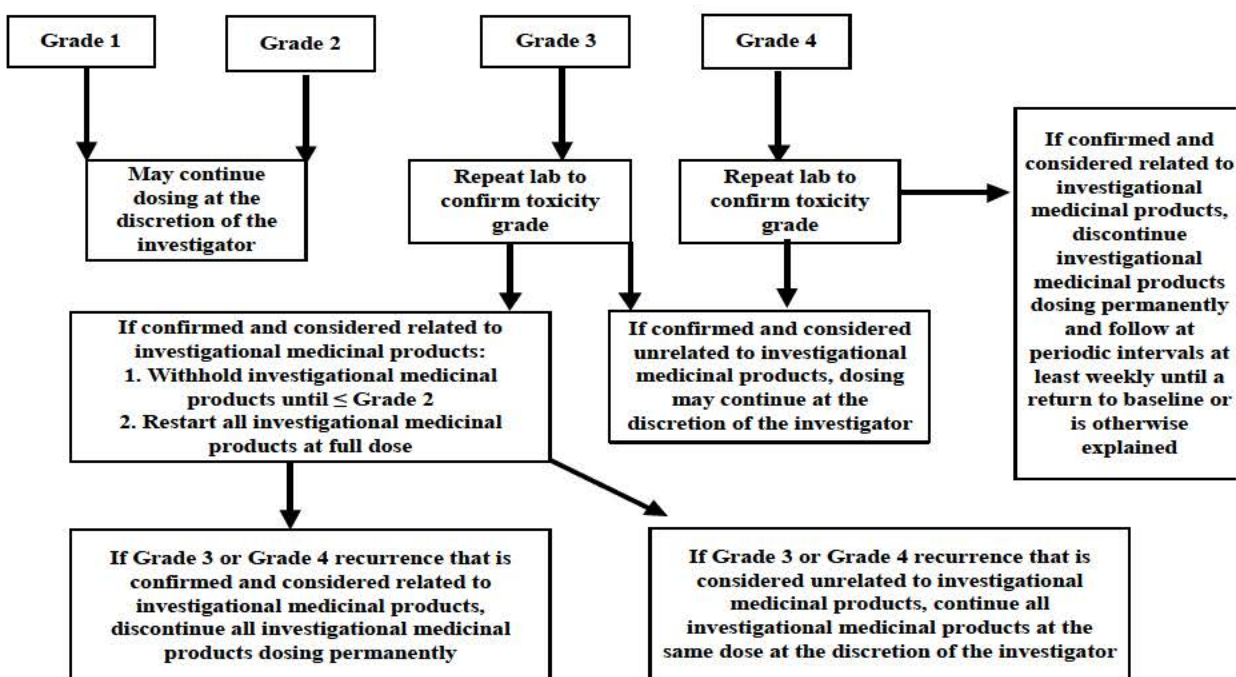 Grade 1
Grade 2
Grade 3
Grade 4
May continue
dosing at the
discretion of the
investigator
Repeat lab to
confirm toxicity
grade
Repeat lab to
confirm toxicity
grade
If confirmed and
considered related to
investigational
medicinal products,
discontinue
investigational
medicinal products
dosing permanently
and follow at
periodic intervals at
least weekly until a
return to baseline or
is otherwise
explained
If confirmed and considered related to
investigational medicinal products:
1. Withhold investigational medicinal
products until ≤ Grade 2
2. Restart all investigational medicinal
products at full dose
If confirmed and considered
unrelated to investigational
medicinal products, dosing
may continue at the
discretion of the investigator
If Grade 3 or Grade 4 recurrence that is
confirmed and considered related to
investigational medicinal products,
discontinue all investigational medicinal
products dosing permanently
If Grade 3 or Grade 4 recurrence that is
considered unrelated to investigational
medicinal products, continue all
investigational medicinal products at the
same dose at the discretion of the investigator